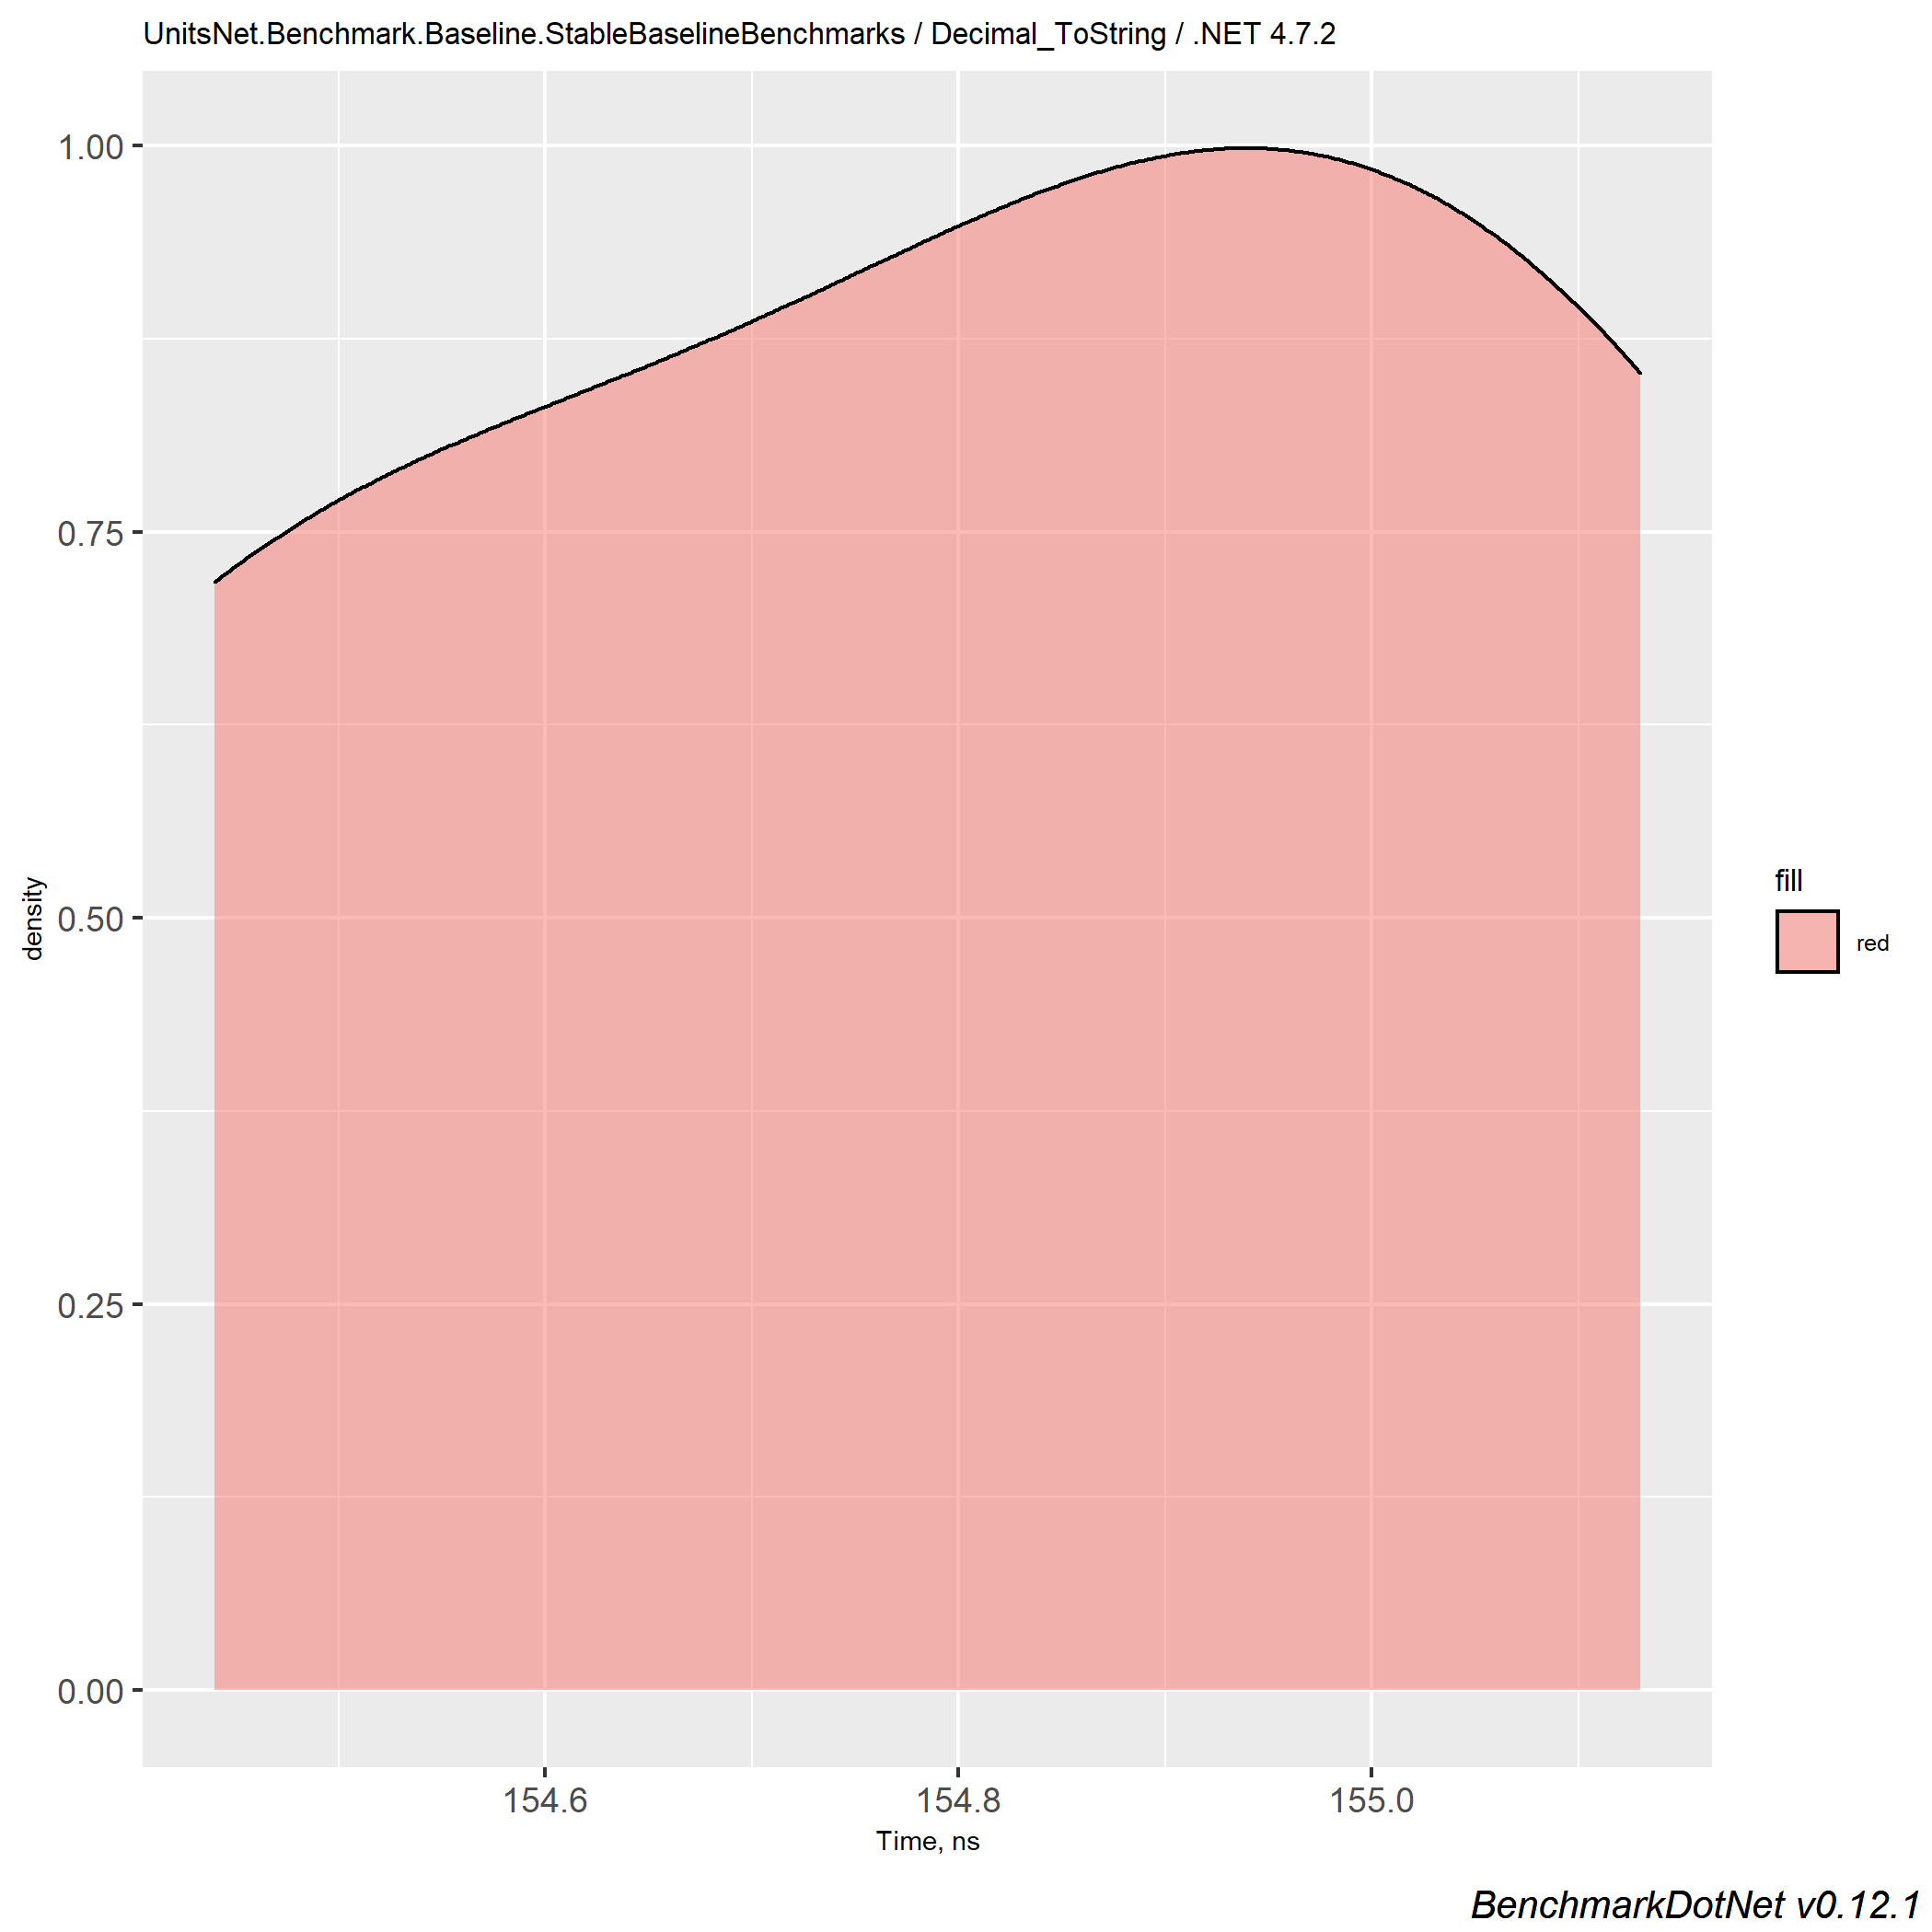 UnitsNet.Benchmark.Baseline.StableBaselineBenchmarks / Decimal_ToString / .NET 4.7.2
1.00
0.75
0.50
0.25
0.00
density
154.6 154.8 155.0
Time, ns
fill
red
BenchmarkDotNet v0.12.1